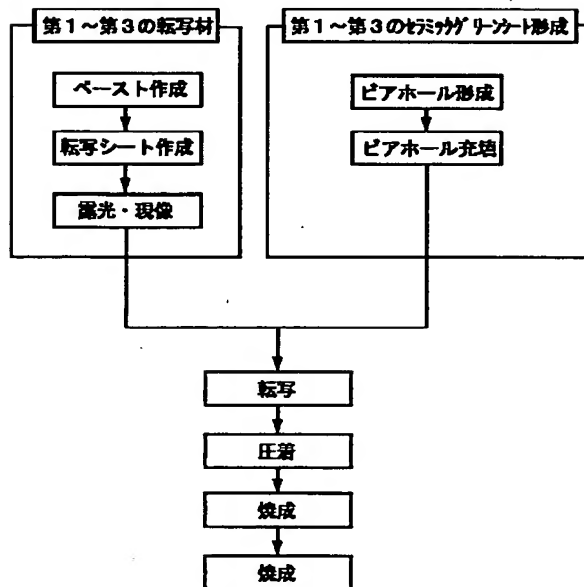 第1~第3の転写材
ペースト作成
転写シート作成
露光・現像
第1~第3のセラミックグリーンシート形成
ビアホール形成
ビアホール充填
転写
圧着
焼成
焼成